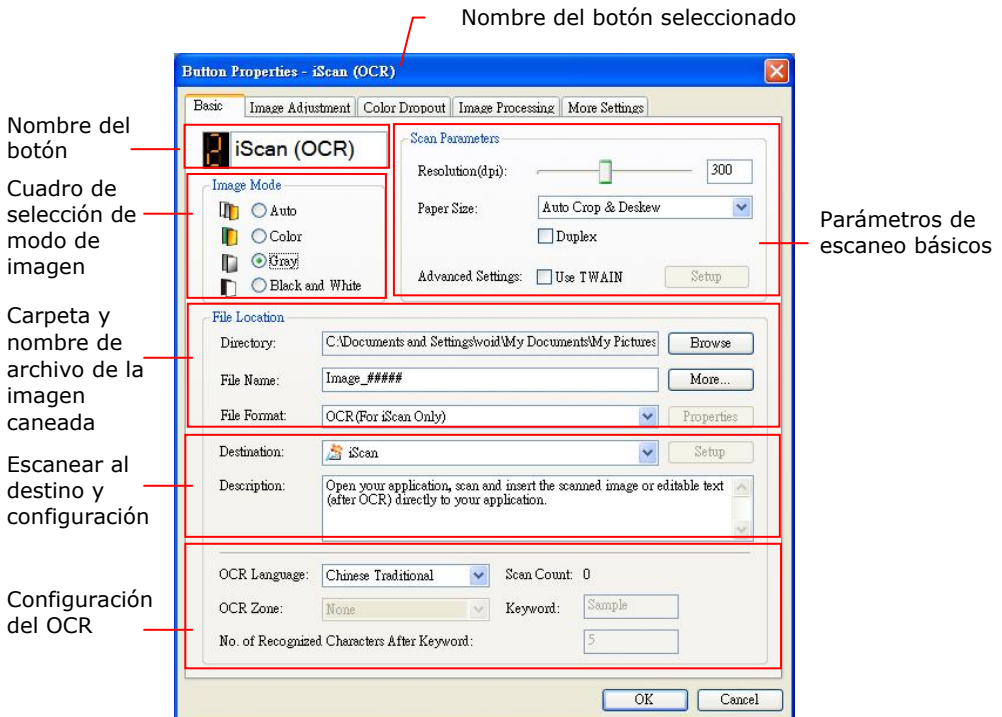 Nombre del botón seleccionado
Button Properties - iScan (OCR)
Basic Image Adjustment Color Dropout Image Processing More Settings
Nombre del
botón
2 iScan (OCR)
Cuadro de
selección de
modo de
imagen
Image Mode
Auto
Color
Gray
Black and White
Scan Parameters
Resolution(dpi): 300
Paper Size: Auto Crop & Deskew
Duplex
Advanced Settings: Use TWAIN Setup
Parámetros de
escaneo básicos
Carpeta y
nombre de
archivo de la
imagen
caneada
File Location
Directory: C:\Documents and Settings\void\My Documents\My Pictures Browse
File Name: Image_##### More...
File Format: OCR(For iScan Only) Properties
Escanear al
destino y
configuración
Destination: iScan Setup
Description: Open your application, scan and insert the scanned image or editable text
(after OCR) directly to your application.
Configuración
del OCR
OCR Language: Chinese Traditional Scan Count: 0
OCR Zone: None Keyword: Sample
No. of Recognized Characters After Keyword: 5
OK Cancel